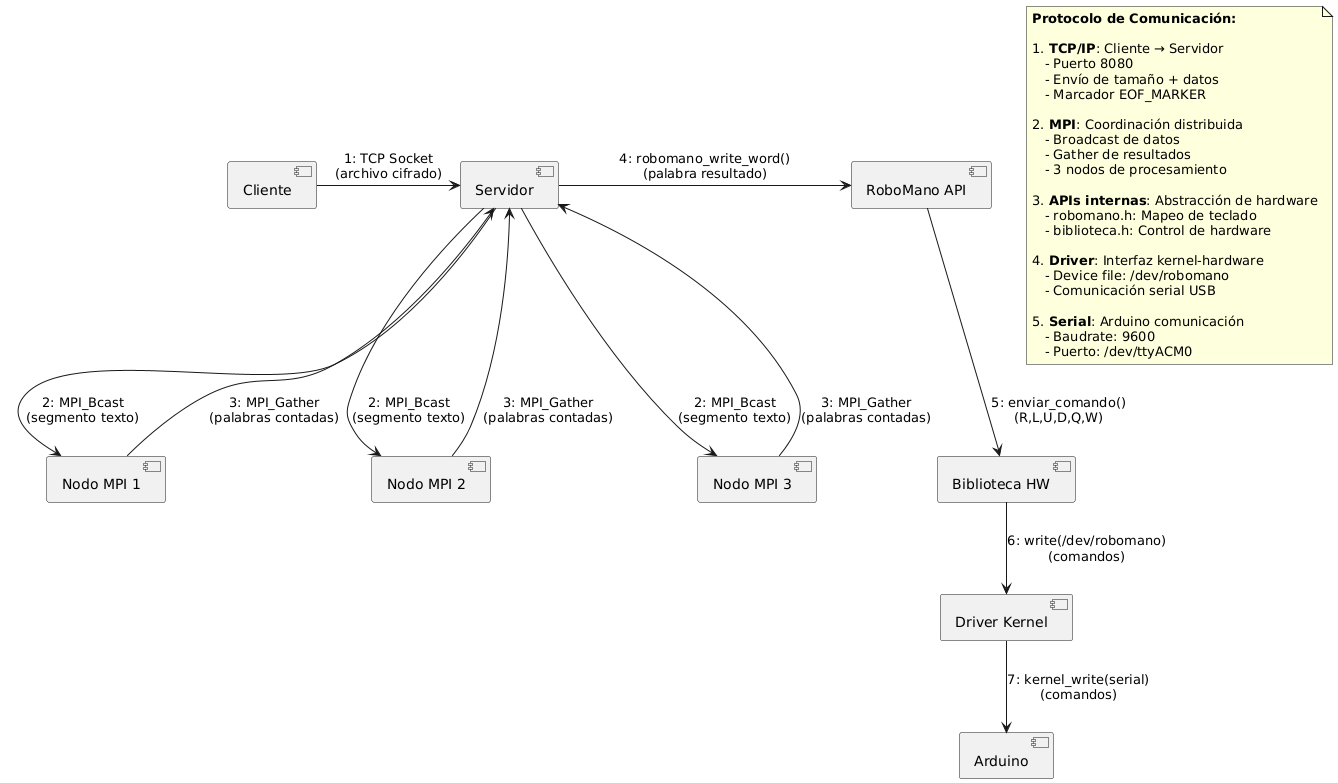 Protocolo de Comunicación:
1. TCP/IP: Cliente → Servidor
- Puerto 8080
- Envío de tamaño + datos
- Marcador EOF_MARKER
2. MPI: Coordinación distribuida
- Broadcast de datos
- Gather de resultados
- 3 nodos de procesamiento
3. APIs internas: Abstracción de hardware
- robomano.h: Mapeo de teclado
- biblioteca.h: Control de hardware
4. Driver: Interfaz kernel-hardware
- Device file: /dev/robomano
- Comunicación serial USB
5. Serial: Arduino comunicación
- Baudrate: 9600
- Puerto: /dev/ttyACM0
Cliente
1: TCP Socket
(archivo cifrado)
Servidor
4: robomano_write_word()
(palabra resultado)
RoboMano API
2: MPI_Bcast
(segmento texto)
3: MPI_Gather
(palabras contadas)
2: MPI_Bcast
(segmento texto)
3: MPI_Gather
(palabras contadas)
2: MPI_Bcast
(segmento texto)
3: MPI_Gather
(palabras contadas)
5: enviar_comando()
(R,L,U,D,Q,W)
Nodo MPI 1
Nodo MPI 2
Nodo MPI 3
Biblioteca HW
6: write(/dev/robomano)
(comandos)
Driver Kernel
7: kernel_write(serial)
(comandos)
Arduino